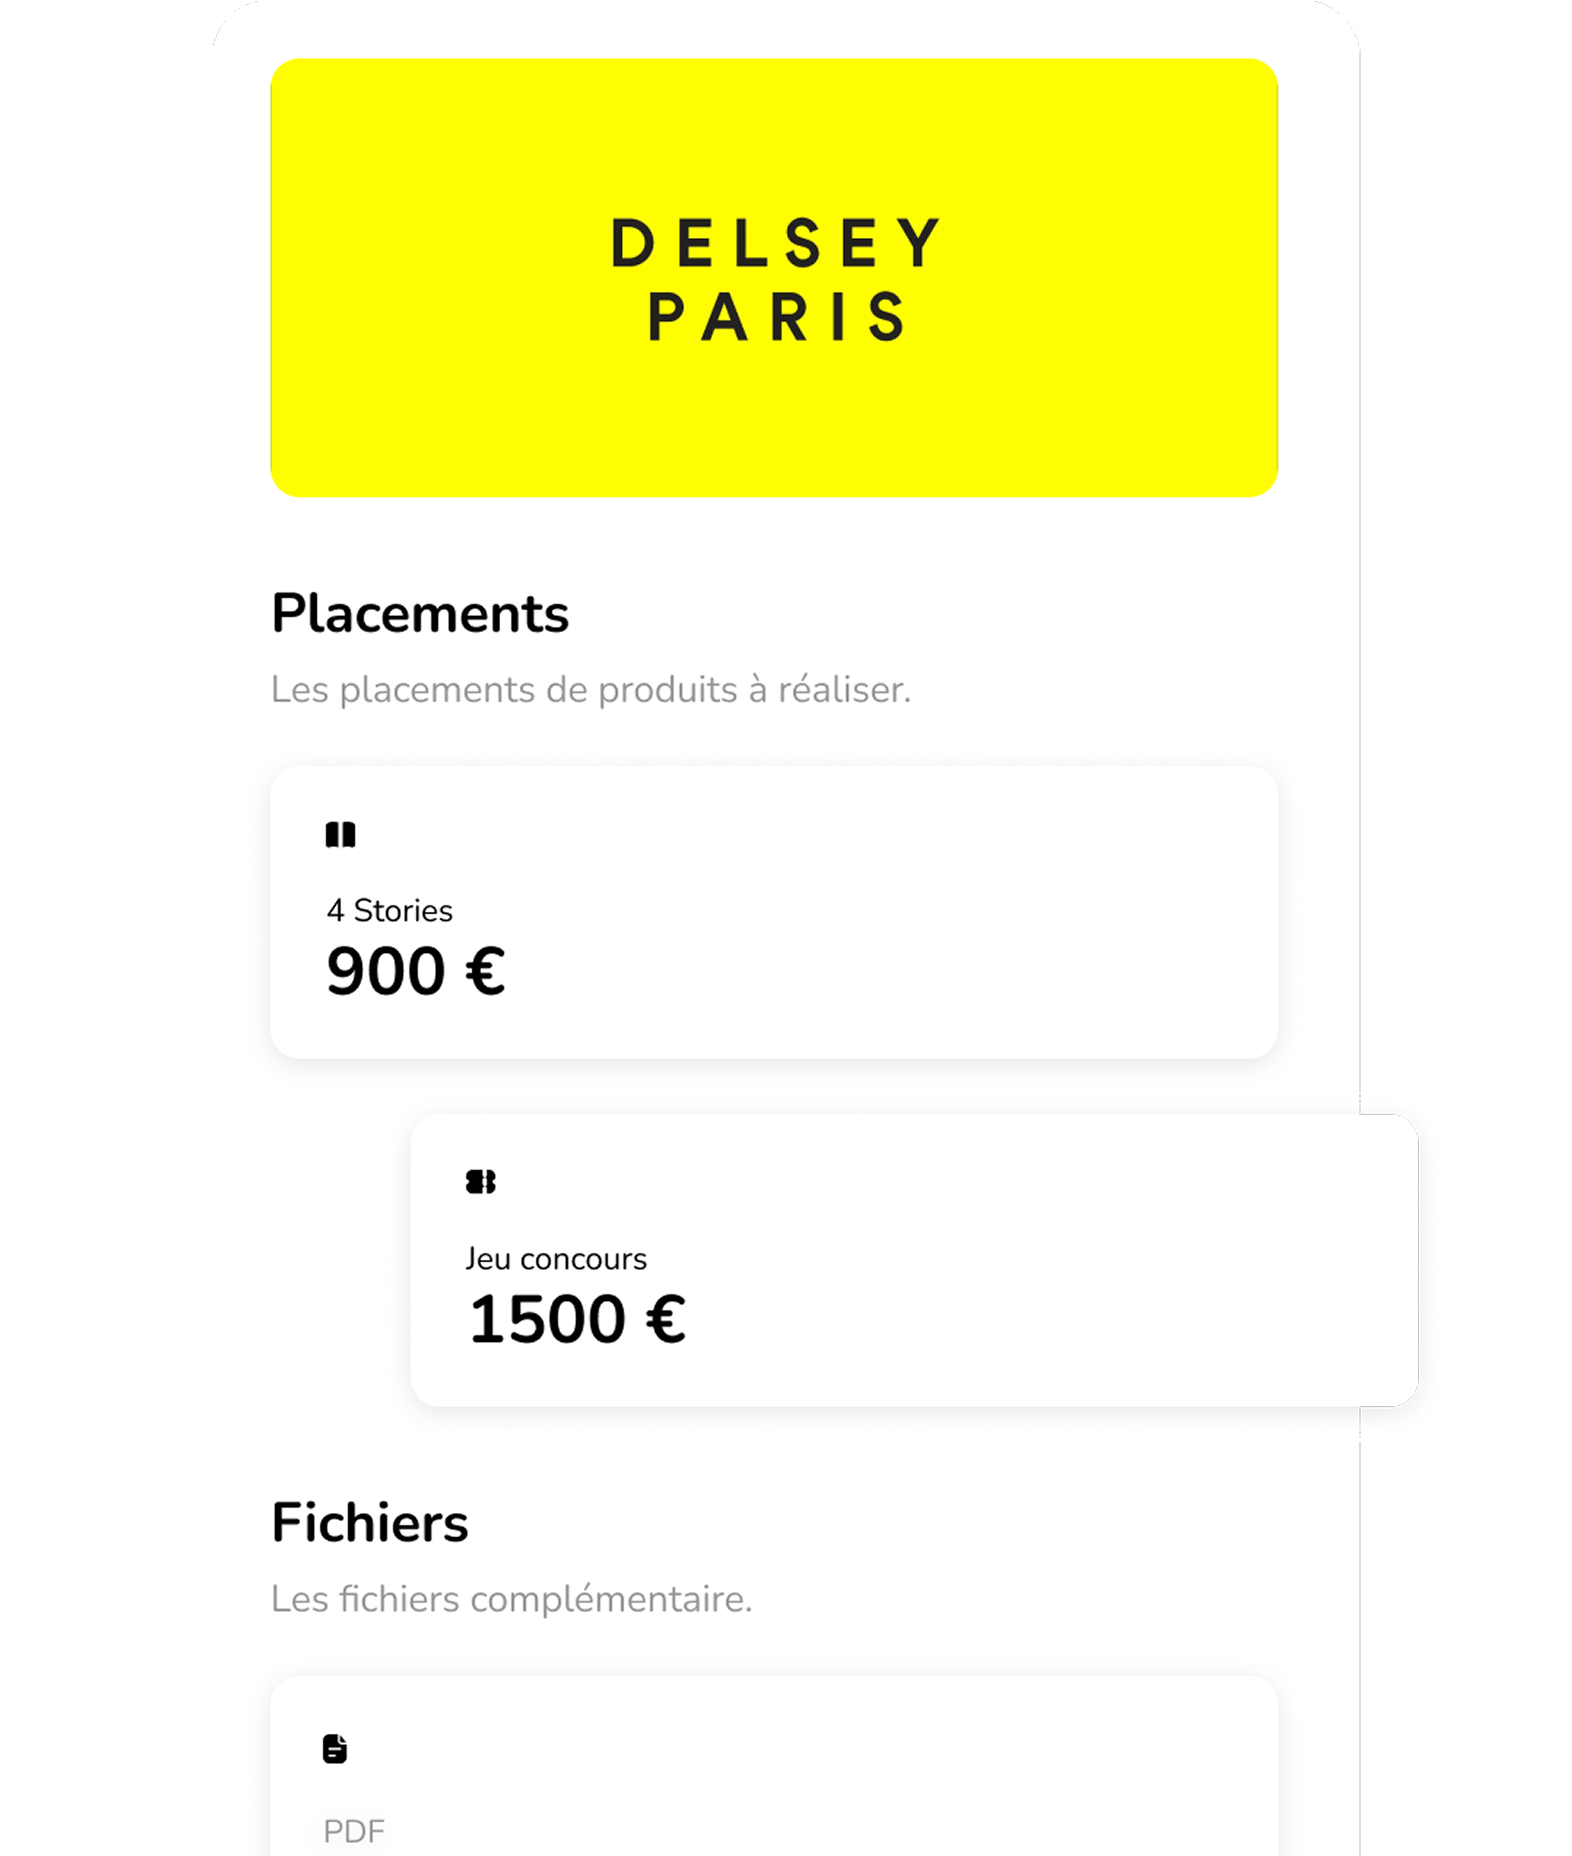 DELSEY
PARIS
Placements
Les placements de produits à réaliser.
4 Stories
900 €
Jeu concours
1500 €
Fichiers
Les fichiers complémentaire.
PDF